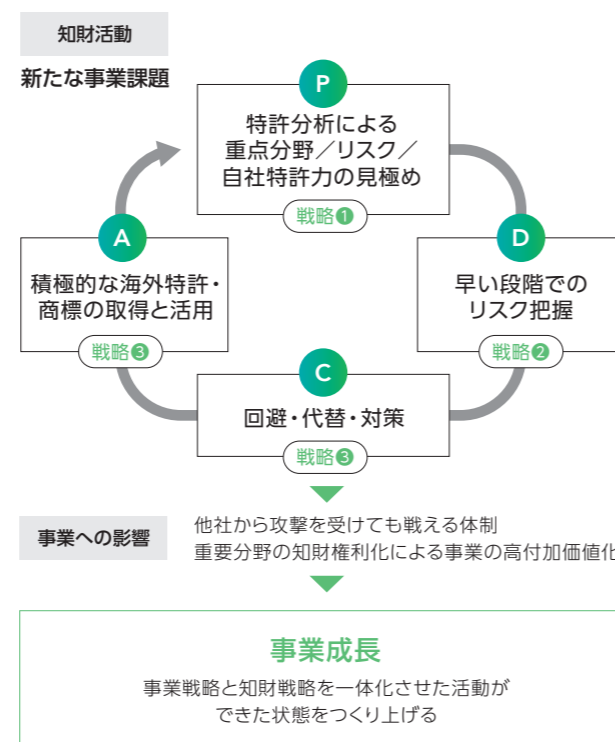 知財活動
新たな事業課題
P
特許分析による
重点分野／リスク／
自社特許力の見極め
戦略❶
A
積極的な海外特許・
商標の取得と活用
戦略❸
D
早い段階での
リスク把握
戦略❷
C
回避・代替・対策
戦略❸
事業への影響
他社から攻撃を受けても戦える体制
重要分野の知財権利化による事業の高付加価値化
事業成長
事業戦略と知財戦略を一体化させた活動が
できた状態をつくり上げる